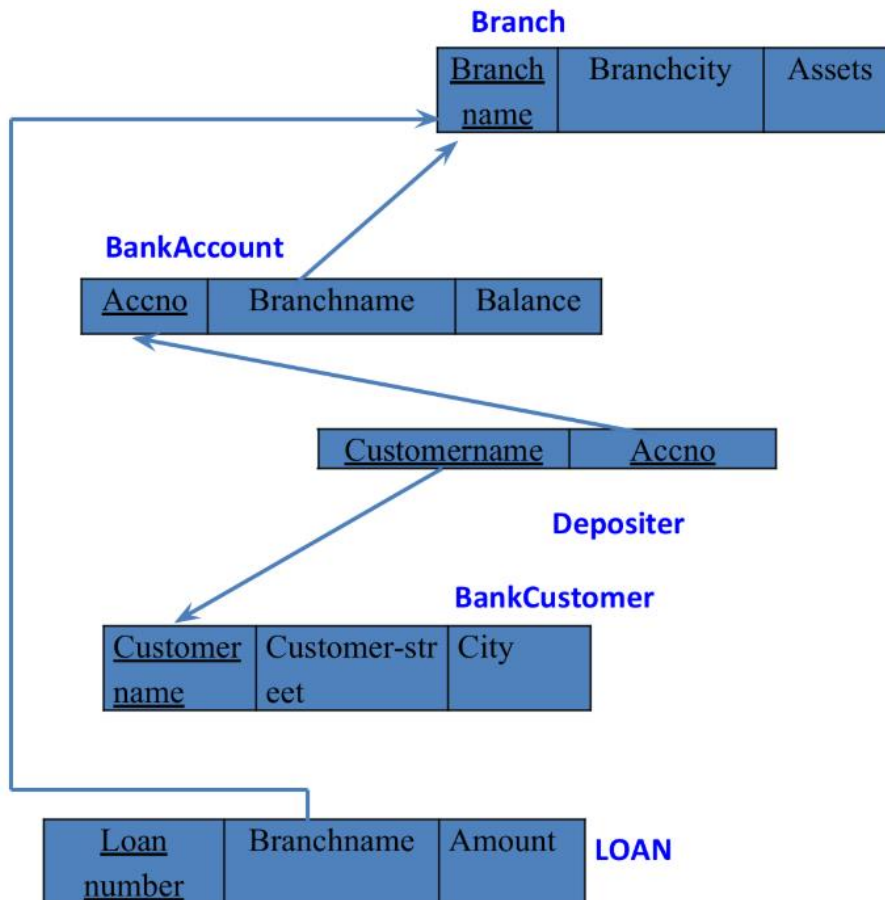 Branch
Branch Branchcity Assets
name
BankAccount
Accno Branchname Balance
Customername Accno
Depositer
BankCustomer
Customer Customer-str City
name eet
Loan Branchname Amount LOAN
number